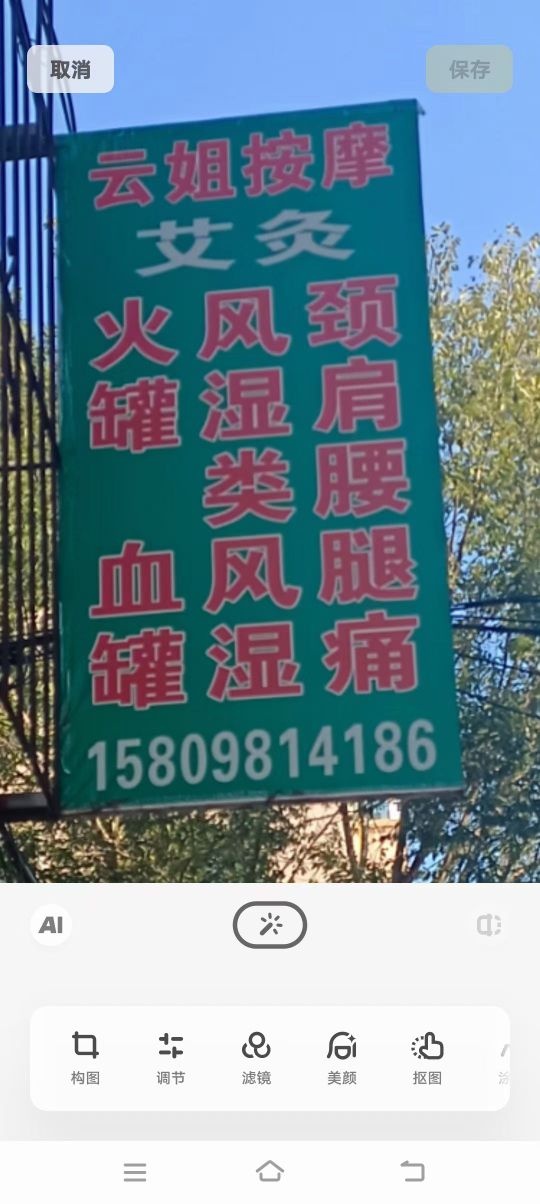 取消
保存
云姐按摩
艾灸
火 风 颈
罐 湿 肩
类 腰
血 风 腿
罐 湿 痛
15809814186
AI
构图
调节
滤镜
美颜
抠图